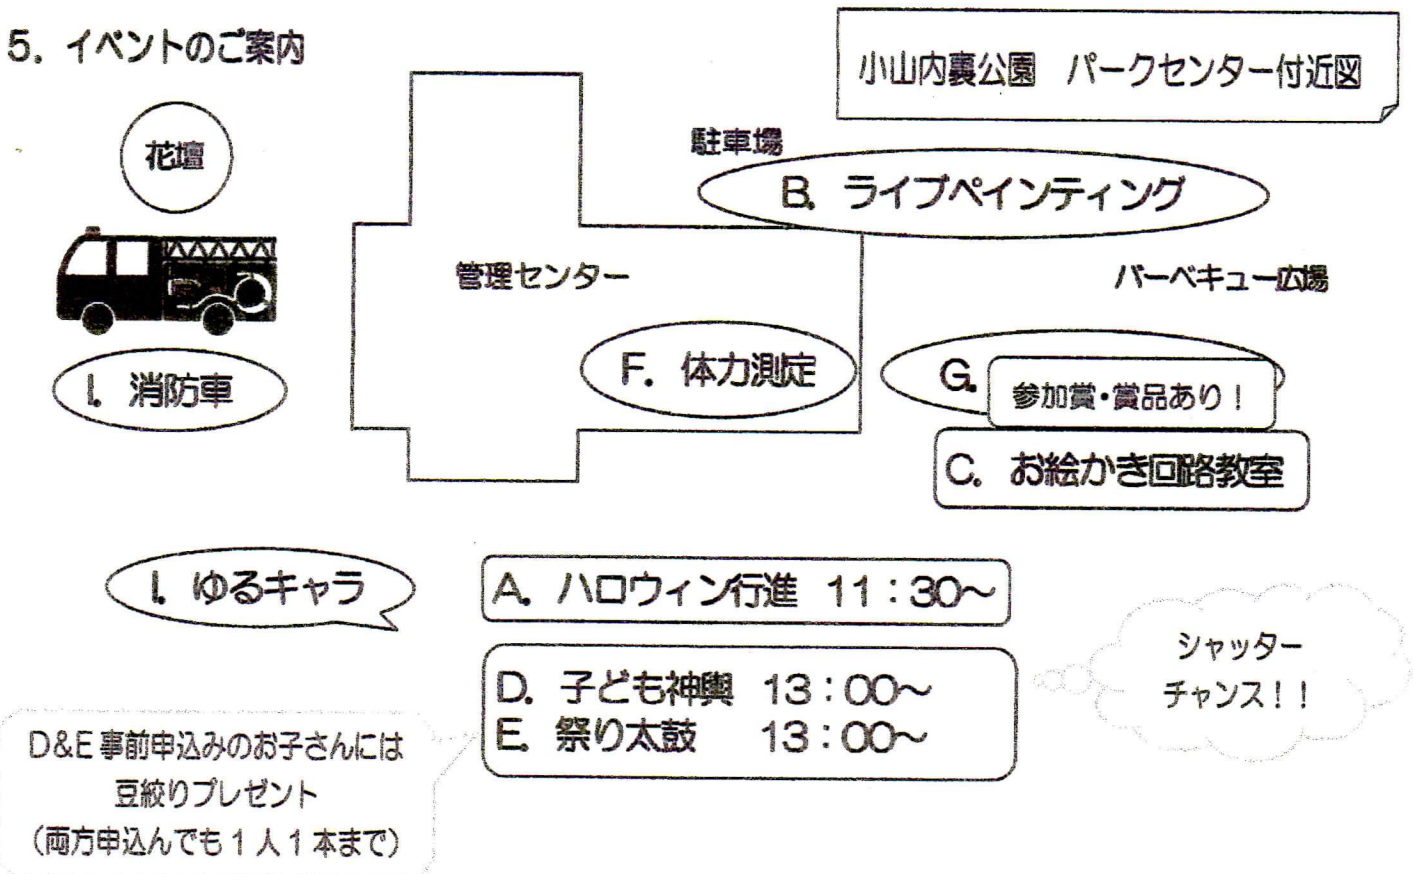 5．イベントのご案内
小山内裏公園　パークセンター付近図
花壇
駐車場
B．ライブペインティング
管理センター
バーベキュー広場
I．消防車
F．体力測定
G．
参加賞・賞品あり！
C．お絵かき回路教室
I．ゆるキャラ
A．ハロウィン行進　11：30～
D．子ども神輿　13：00～
E．祭り太鼓　13：00～
シャッター
チャンス！！
D&E事前申込みのお子さんには
豆絞りプレゼント
（両方申込んでも1人1本まで）